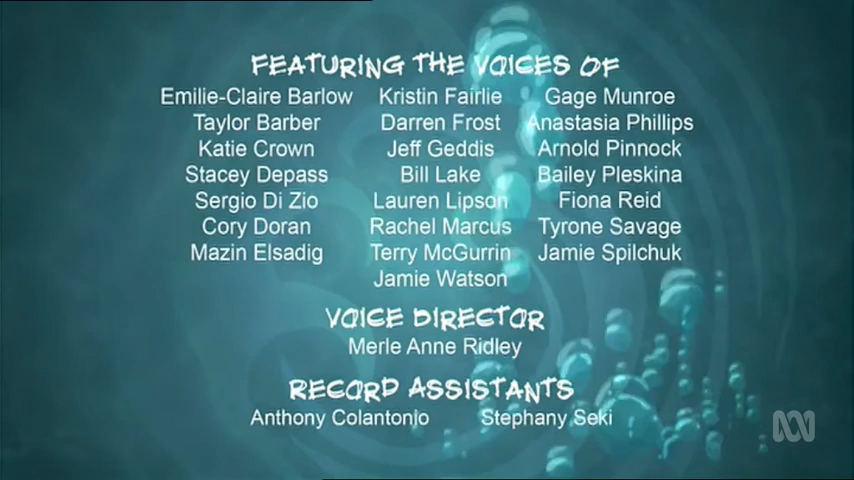 FEATURING THE VOICES OF
Emilie-Claire Barlow Kristin Fairlie Gage Munroe
Taylor Barber Darren Frost Anastasia Phillips
Katie Crown Jeff Geddis Arnold Pinnock
Stacey Depass Bill Lake Bailey Pleskina
Sergio Di Zio Lauren Lipson Fiona Reid
Cory Doran Rachel Marcus Tyrone Savage
Mazin Elsadig Terry McGurrin Jamie Spilchuk
Jamie Watson
VOICE DIRECTOR
Merle Anne Ridley
RECORD ASSISTANTS
Anthony Colantonio Stephany Seki